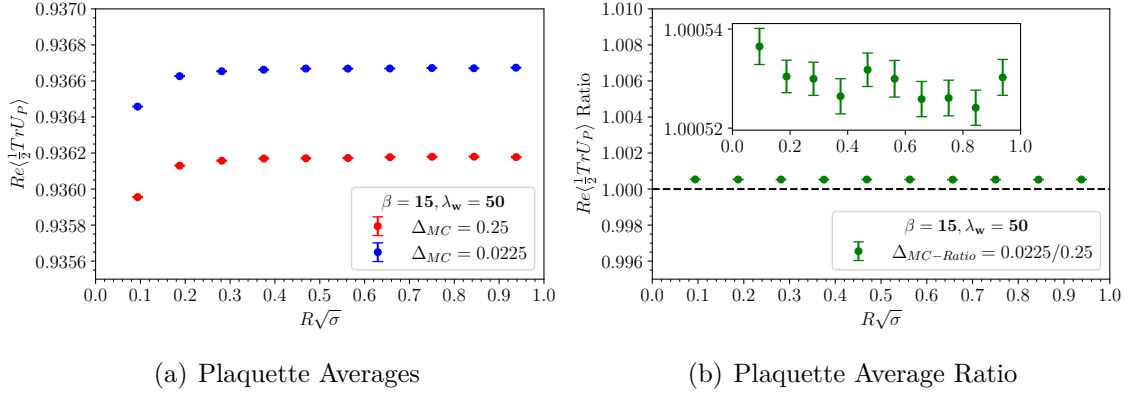 0.9370
0.9368
0.9366
0.9364
0.9362
0.9360
0.9358
0.9356
Re⟨½TrU_P⟩
0.0 0.1 0.2 0.3 0.4 0.5 0.6 0.7 0.8 0.9 1.0
R√σ
β = 15, λ_w = 50
Δ_MC = 0.25
Δ_MC = 0.0225
(a) Plaquette Averages
1.010
1.008
1.006
1.004
1.002
1.000
0.998
0.996
Re⟨½TrU_P⟩ Ratio
1.00054
1.00052
0.0 0.2 0.4 0.6 0.8 1.0
0.0 0.1 0.2 0.3 0.4 0.5 0.6 0.7 0.8 0.9 1.0
R√σ
β = 15, λ_w = 50
Δ_MC−Ratio = 0.0225/0.25
(b) Plaquette Average Ratio